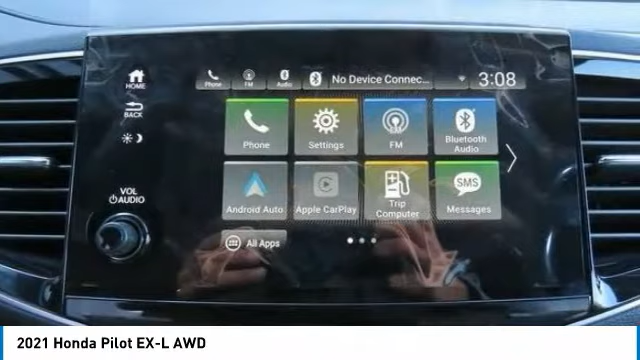 HOME
Phone
FM
Audio
No Device Connec...
3:08
BACK
VOL
AUDIO
Phone
Settings
FM
Bluetooth Audio
Android Auto
Apple CarPlay
Trip Computer
SMS
Messages
All Apps
2021 Honda Pilot EX-L AWD